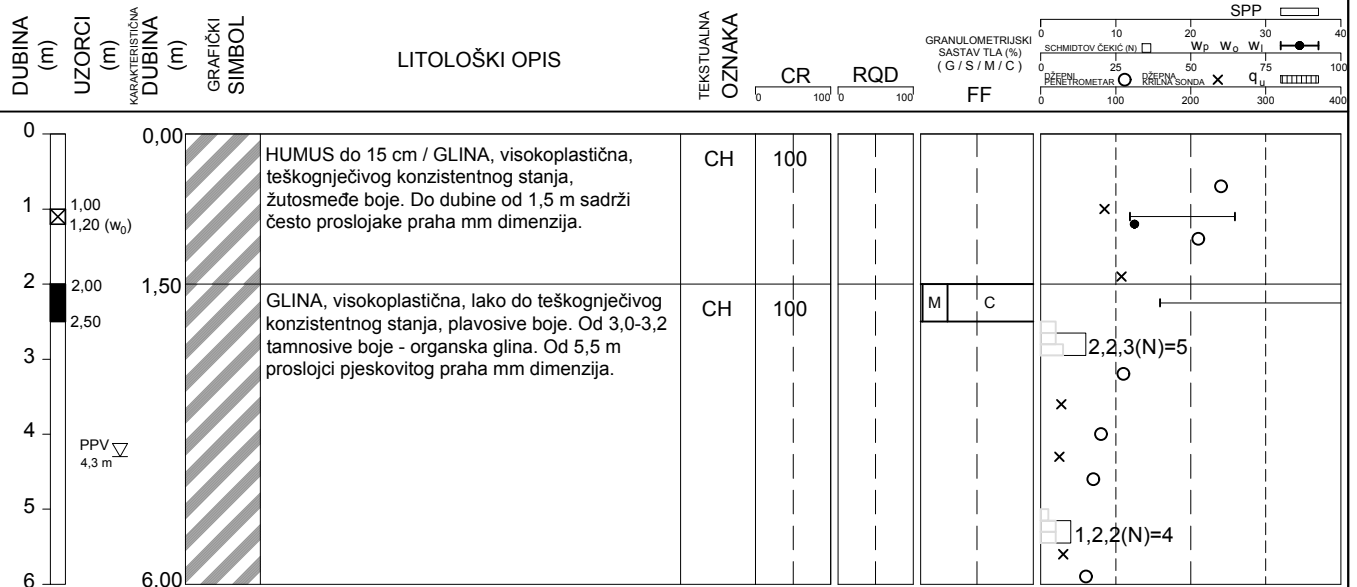 DUBINA
(m)
UZORCI
(m)
KARAKTERISTIČNA
DUBINA
(m)
GRAFIČKI
SIMBOL
LITOLOŠKI OPIS
TEKSTUALNA
OZNAKA
CR
0 100
RQD
0 100
GRANULOMETRIJSKI
SASTAV TLA (%)
( G / S / M / C )
FF
SPP
0 10 20 30 40
SCHMIDTOV ČEKIĆ (N) wP wo wl
0 25 50 75 100
DŽEPNI
PENETROMETAR
DŽEPNA
KRILNA SONDA
qu
0 100 200 300 400
0
1
2
3
4
5
6
1,00
1,20 (w0)
2,00
2,50
PPV
4,3 m
0,00
1,50
6,00
HUMUS do 15 cm / GLINA, visokoplastična,
teškognječivog konzistentnog stanja,
žutosmeđe boje. Do dubine od 1,5 m sadrži
često proslojake praha mm dimenzija.
CH
100
GLINA, visokoplastična, lako do teškognječivog
konzistentnog stanja, plavosive boje. Od 3,0-3,2
tamnosive boje - organska glina. Od 5,5 m
proslojci pjeskovitog praha mm dimenzija.
CH
100
M C
2,2,3(N)=5
1,2,2(N)=4